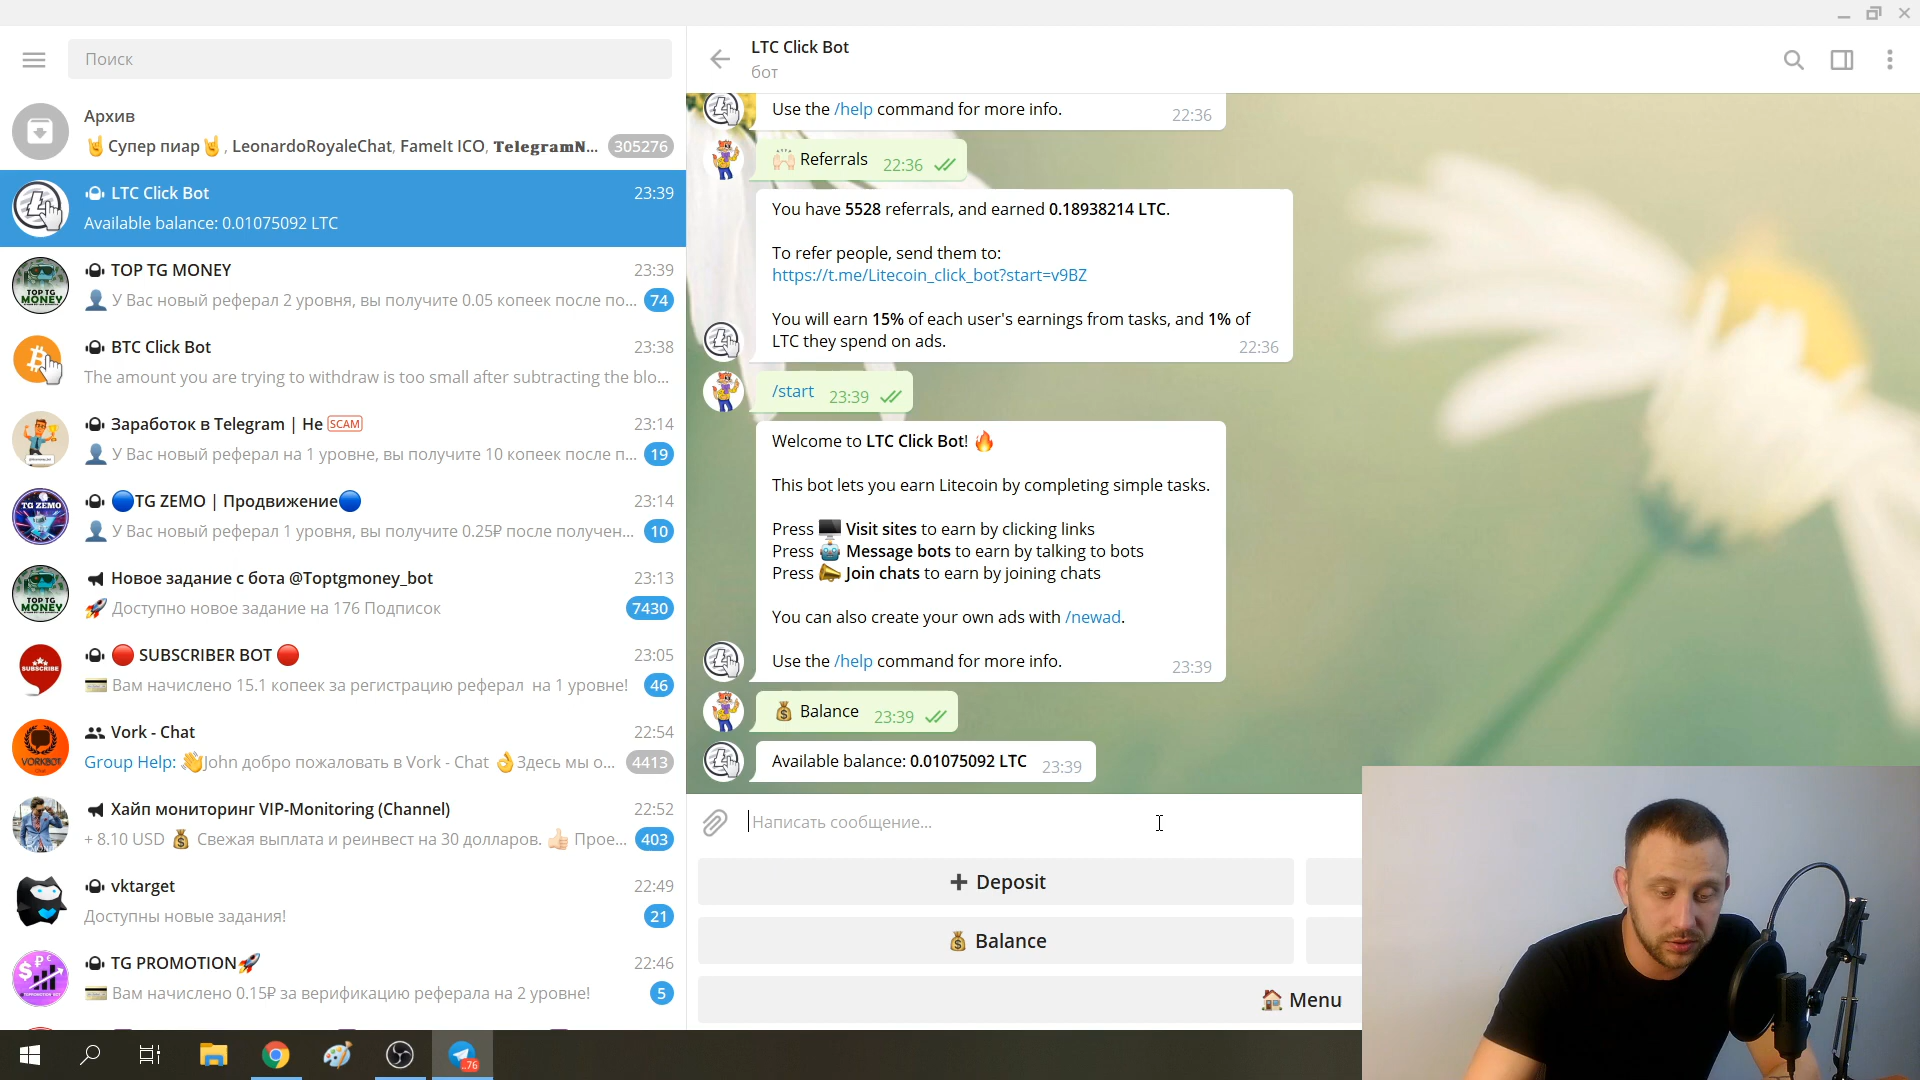 Поиск
Архив
🤘Супер пиар🤘, LeonardoRoyaleChat, FameIt ICO, TelegramN...
305276
LTC Click Bot
23:39
Available balance: 0.01075092 LTC
TOP TG MONEY
23:39
У Вас новый реферал 2 уровня, вы получите 0.05 копеек после по...
74
BTC Click Bot
23:38
The amount you are trying to withdraw is too small after subtracting the blo...
Заработок в Telegram | Не SCAM
23:14
У Вас новый реферал на 1 уровне, вы получите 10 копеек после п...
19
🔵TG ZEMO | Продвижение🔵
23:14
У Вас новый реферал 1 уровня, вы получите 0.25₽ после получен...
10
Новое задание с бота @Toptgmoney_bot
23:13
🚀 Доступно новое задание на 176 Подписок
7430
🔴 SUBSCRIBER BOT 🔴
23:05
💳 Вам начислено 15.1 копеек за регистрацию реферал на 1 уровне!
46
Vork - Chat
22:54
Group Help: 👋John добро пожаловать в Vork - Chat 👌Здесь мы о...
4413
Хайп мониторинг VIP-Monitoring (Channel)
22:52
+ 8.10 USD 💰 Свежая выплата и реинвест на 30 долларов. 👍 Прое...
403
vktarget
22:49
Доступны новые задания!
21
TG PROMOTION🚀
22:46
💳 Вам начислено 0.15₽ за верификацию реферала на 2 уровне!
5
LTC Click Bot
бот
Use the /help command for more info.
22:36
🙌🏻 Referrals 22:36
You have 5528 referrals, and earned 0.18938214 LTC.
To refer people, send them to:
https://t.me/Litecoin_click_bot?start=v9BZ
You will earn 15% of each user's earnings from tasks, and 1% of
LTC they spend on ads.
22:36
/start 23:39
Welcome to LTC Click Bot! 🔥
This bot lets you earn Litecoin by completing simple tasks.
Press 🖥 Visit sites to earn by clicking links
Press 🤖 Message bots to earn by talking to bots
Press 📣 Join chats to earn by joining chats
You can also create your own ads with /newad.
Use the /help command for more info.
23:39
💰 Balance 23:39
Available balance: 0.01075092 LTC 23:39
Написать сообщение...
➕ Deposit
💰 Balance
🏠 Menu
TOP TG
MONEY
TG ZEMO
TOP TG
MONEY
SUBSCRIBE
VORKBOT
..76